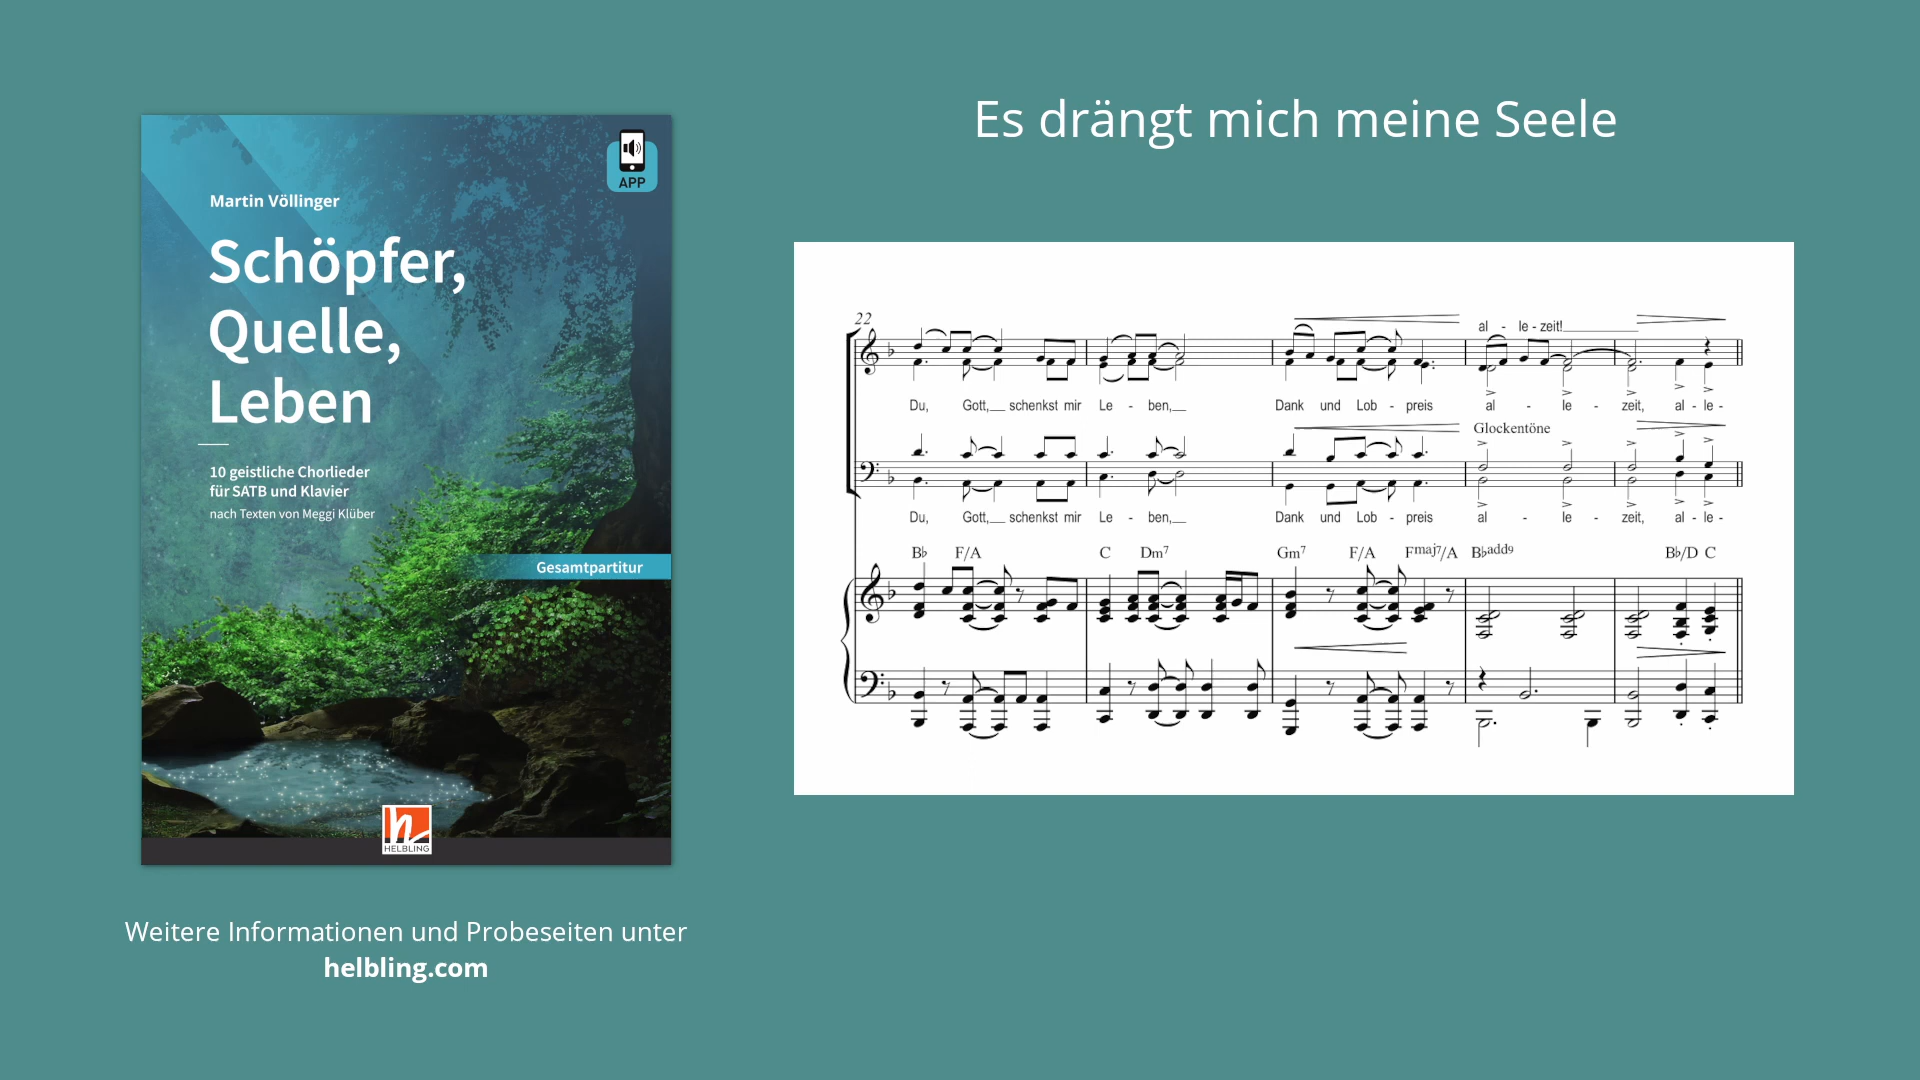 Es drängt mich meine Seele
APP
Martin Völlinger
Schöpfer,
Quelle,
Leben
10 geistliche Chorlieder
für SATB und Klavier
nach Texten von Meggi Klüber
Gesamtpartitur
HELBLING
Weitere Informationen und Probeseiten unter
helbling.com
22
al - le - zeit!
Du, Gott, schenkst mir Le - ben, Dank und Lob - preis al - le - zeit, al - le -
Glockentöne
Du, Gott, schenkst mir Le - ben, Dank und Lob - preis al - le - zeit, al - le -
B♭ F/A C Dm7 Gm7 F/A Fmaj7/A B♭add9 B♭/D C